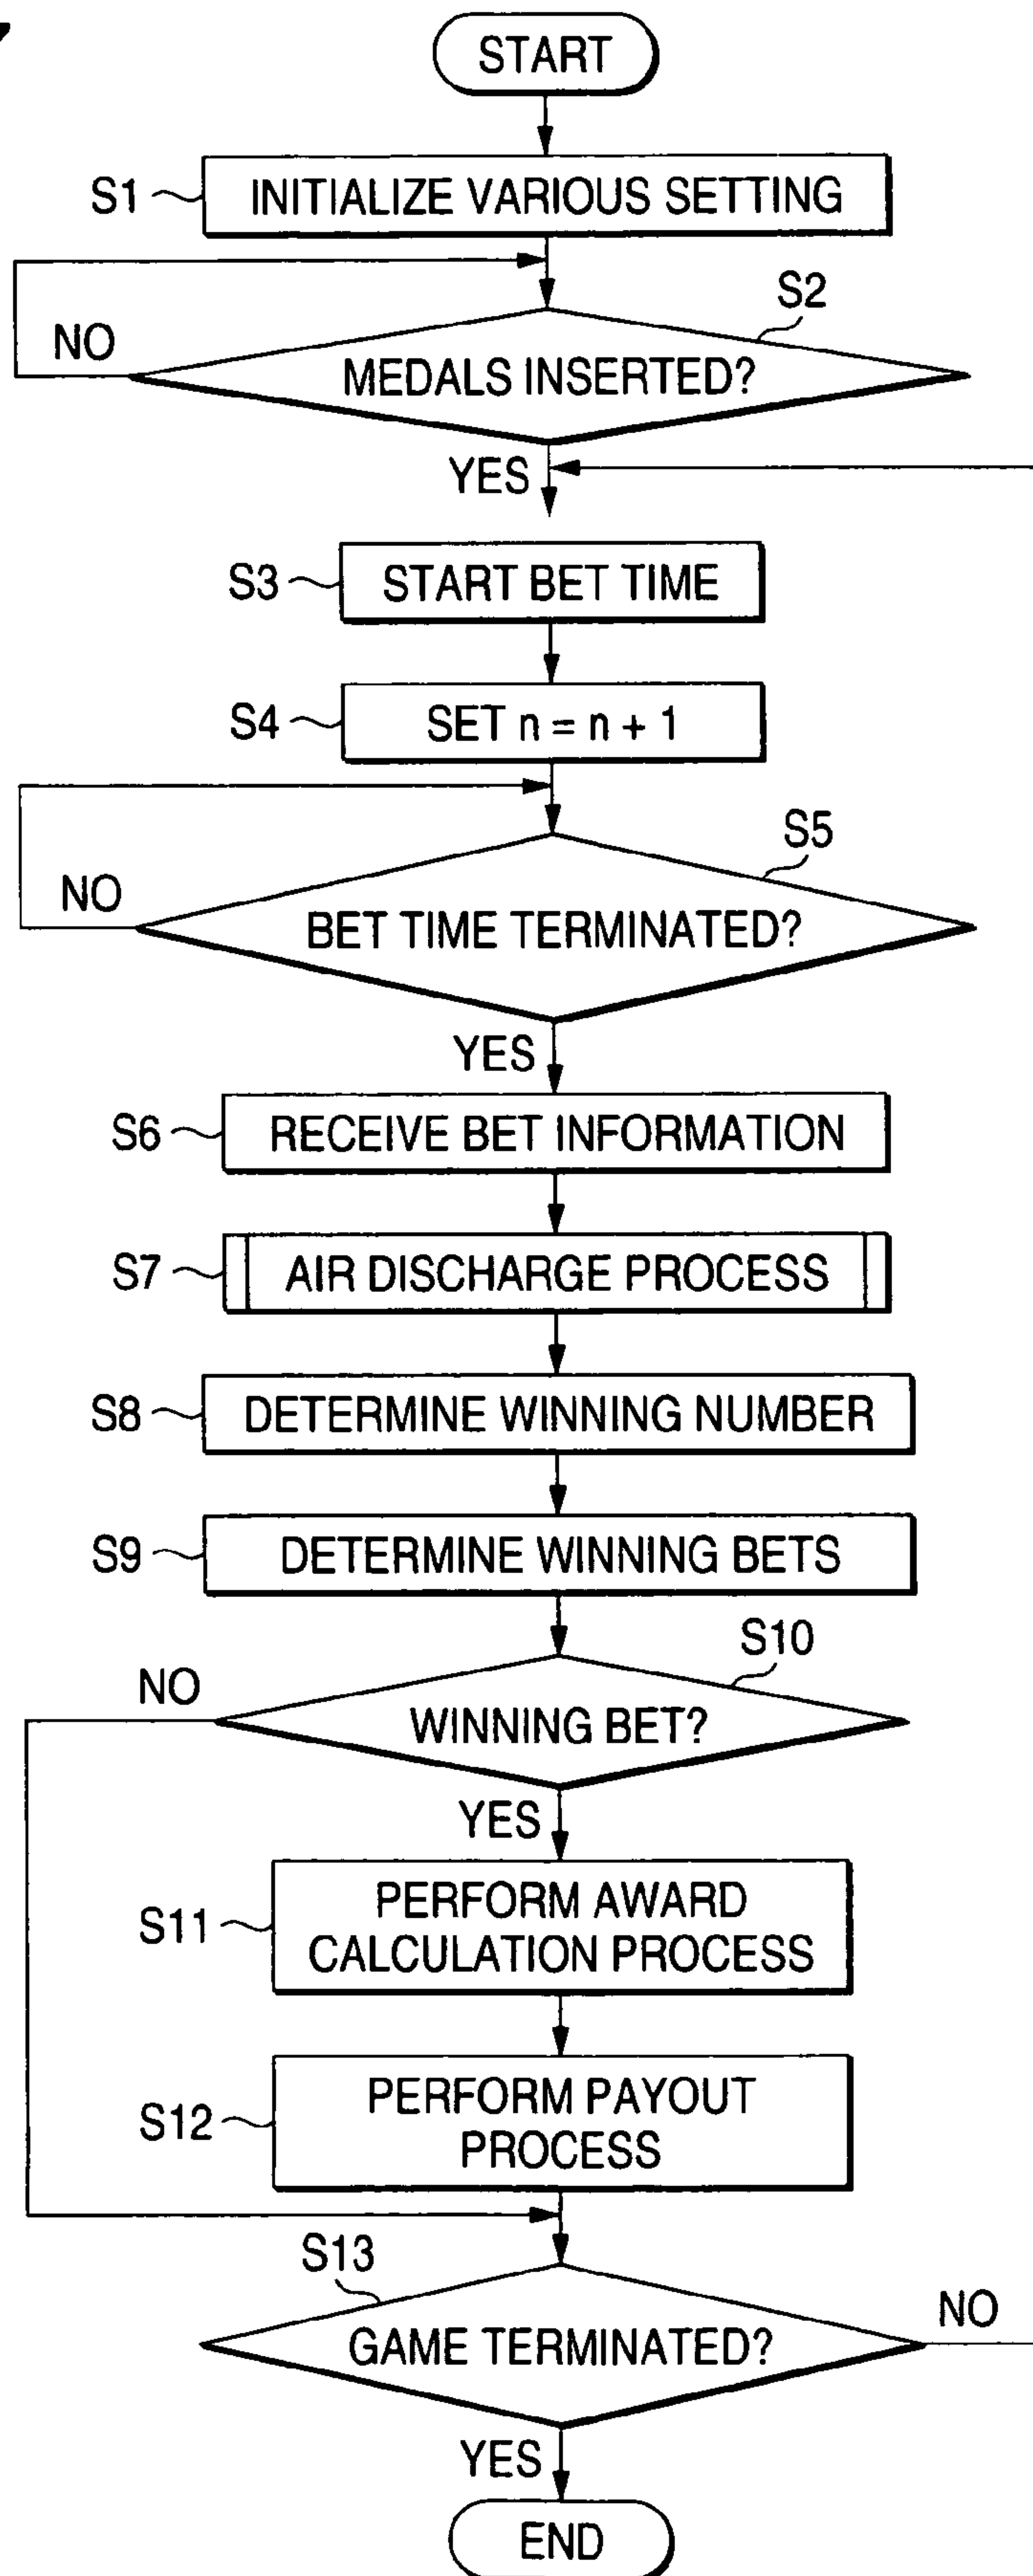 START
S1
INITIALIZE VARIOUS SETTING
S2
NO
MEDALS INSERTED?
YES
S3
START BET TIME
S4
SET n = n + 1
S5
NO
BET TIME TERMINATED?
YES
S6
RECEIVE BET INFORMATION
S7
AIR DISCHARGE PROCESS
S8
DETERMINE WINNING NUMBER
S9
DETERMINE WINNING BETS
S10
NO
WINNING BET?
YES
S11
PERFORM AWARD
CALCULATION PROCESS
S12
PERFORM PAYOUT
PROCESS
S13
NO
GAME TERMINATED?
YES
END